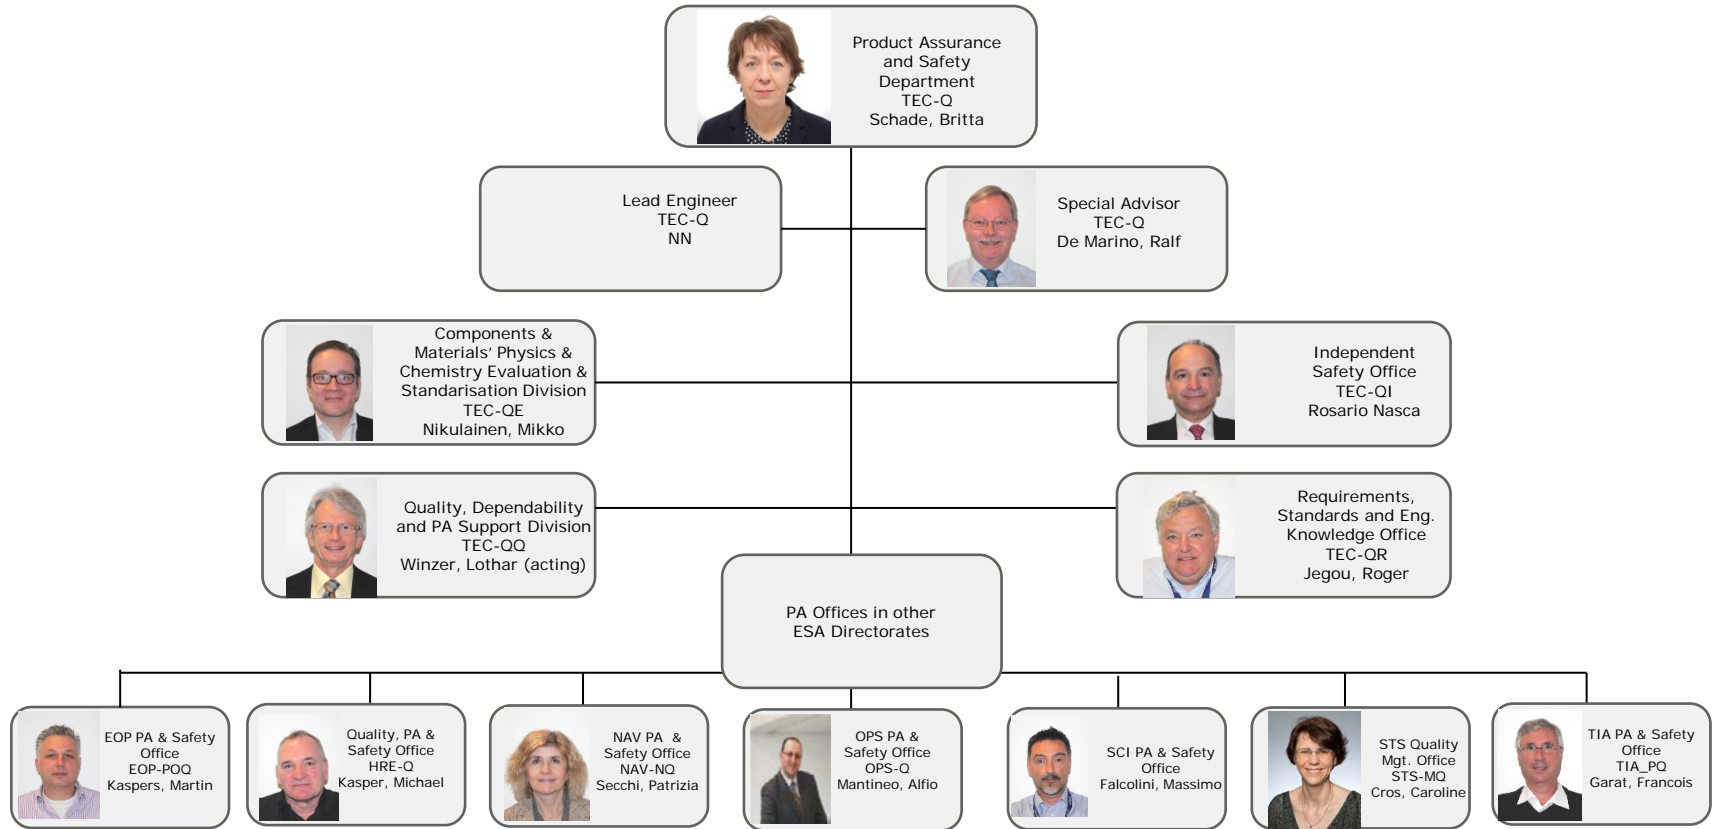 Product Assurance
and Safety
Department
TEC-Q
Schade, Britta
Lead Engineer
TEC-Q
NN
Special Advisor
TEC-Q
De Marino, Ralf
Components &
Materials' Physics &
Chemistry Evaluation &
Standarisation Division
TEC-QE
Nikulainen, Mikko
Independent
Safety Office
TEC-QI
Rosario Nasca
Quality, Dependability
and PA Support Division
TEC-QQ
Winzer, Lothar (acting)
Requirements,
Standards and Eng.
Knowledge Office
TEC-QR
Jegou, Roger
PA Offices in other
ESA Directorates
EOP PA & Safety
Office
EOP-POQ
Kaspers, Martin
Quality, PA &
Safety Office
HRE-Q
Kasper, Michael
NAV PA &
Safety Office
NAV-NQ
Secchi, Patrizia
OPS PA &
Safety Office
OPS-Q
Mantineo, Alfio
SCI PA & Safety
Office
Falcolini, Massimo
STS Quality
Mgt. Office
STS-MQ
Cros, Caroline
TIA PA & Safety
Office
TIA_PQ
Garat, Francois